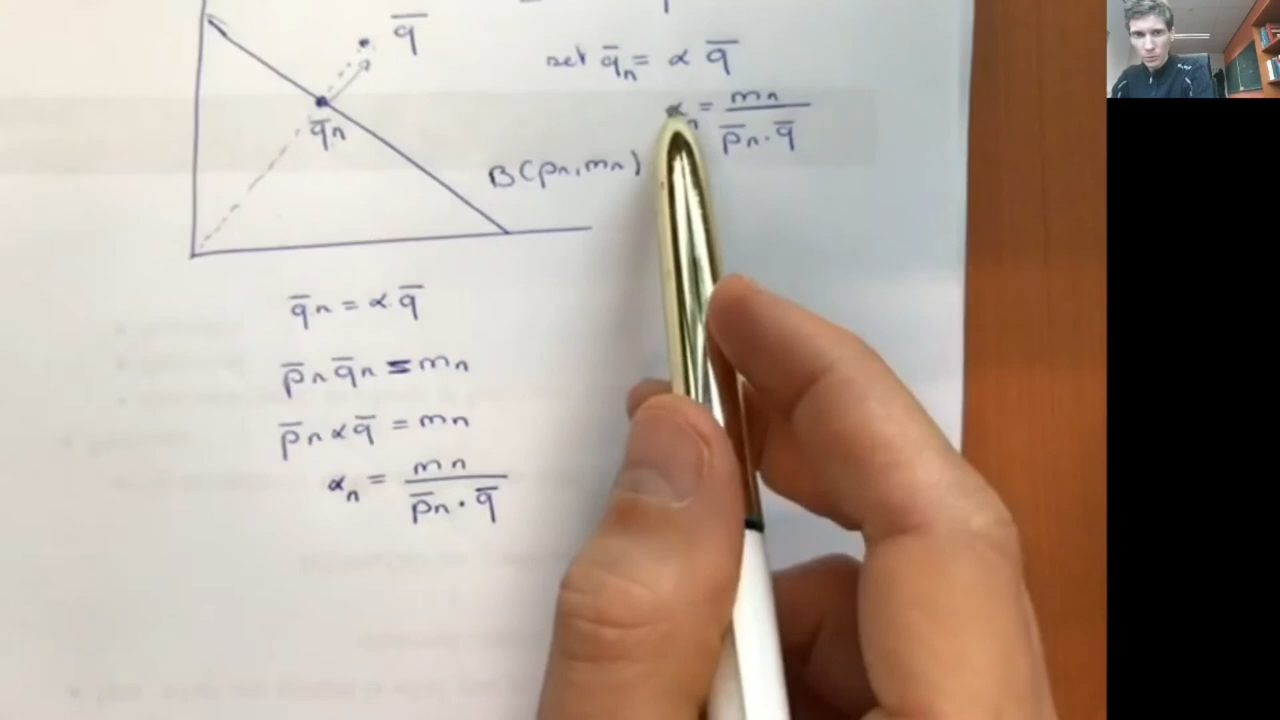 q̄
set q̄n = α q̄
q̄n
αn = mn / p̄n · q̄
B(pn, mn)
q̄n = α q̄
p̄n q̄n = mn
p̄n α q̄ = mn
αn = mn / p̄n · q̄